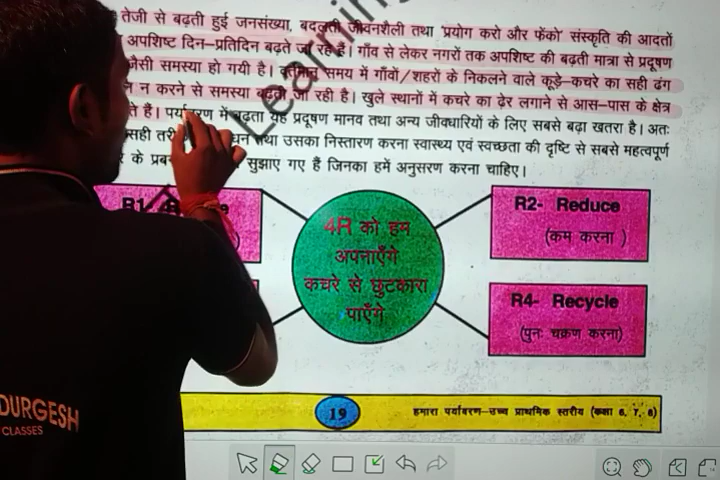 तेजी से बढ़ती हुई जनसंख्या, बदलती जीवनशैली तथा 'प्रयोग करो और फेंको' संस्कृति की आदतों
अपशिष्ट दिन–प्रतिदिन बढ़ते जा रहे हैं। गाँव से लेकर नगरों तक अपशिष्ट की बढ़ती मात्रा से प्रदूषण
जैसी समस्या हो गयी है। वर्तमान समय में गाँवों/शहरों के निकलने वाले कूड़े–कचरे का सही ढंग
न करने से समस्या बढ़ती जा रही है। खुले स्थानों में कचरे का ढ़ेर लगाने से आस–पास के क्षेत्र
हैं। पर्यावरण में बढ़ता यह प्रदूषण मानव तथा अन्य जीवधारियों के लिए सबसे बड़ा खतरा है। अतः
सही तथा उसका निस्तारण करना स्वास्थ्य एवं स्वच्छता की दृष्टि से सबसे महत्वपूर्ण
के सुझाए गए हैं जिनका हमें अनुसरण करना चाहिए।
Learning
R1-
R2- Reduce
(कम करना )
4R को हम
अपनाएँगे
कचरे से छुटकारा
पाएँगे
R4- Recycle
(पुनः चक्रण करना)
19
हमारा पर्यावरण–उच्च प्राथमिक स्तरीय (कक्षा 6, 7, 8)
DURGESH
CLASSES